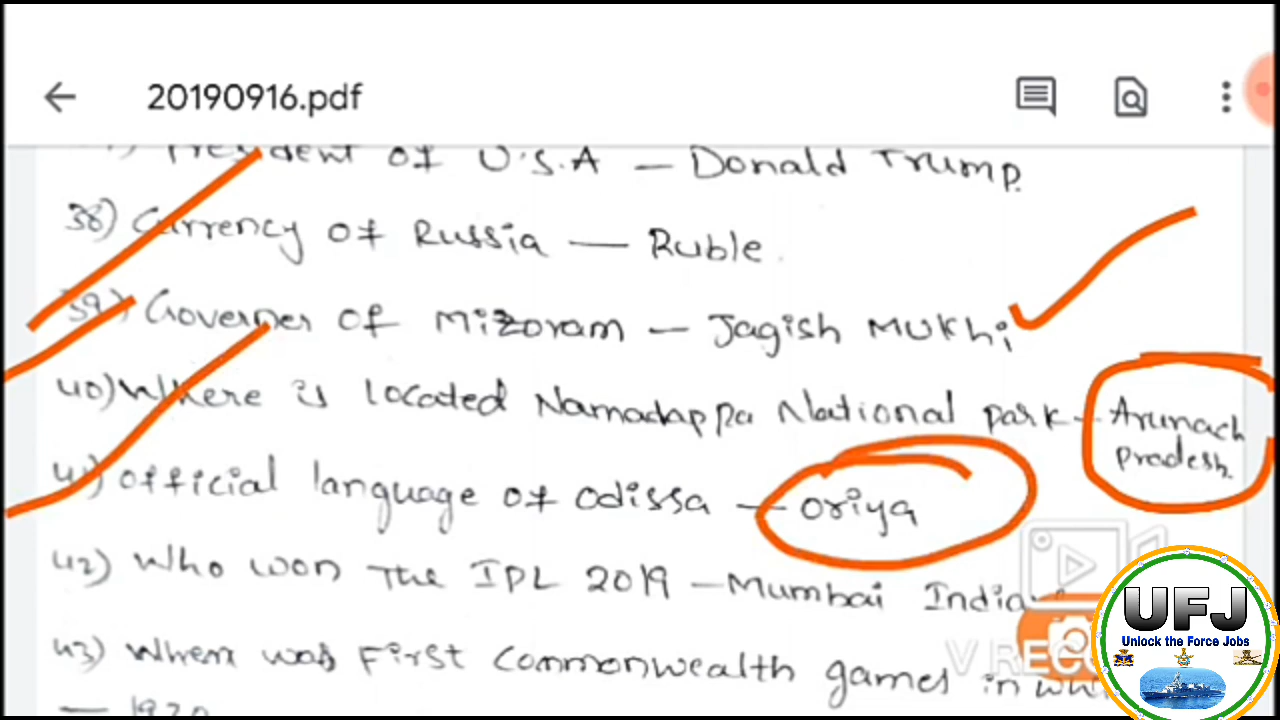 20190916.pdf
President of U.S.A – Donald Trump.
38) Currency of Russia — Ruble.
39) Governer of Mizoram – Jagish Mukhi
40) Where is located Namadappa National park – Arunach
Pradesh.
41) Official language of Odissa – Oriya
42) Who won The IPL 2019 – Mumbai India
43) When was First Commonwealth games in
– 1930
V RECO
UFJ
Unlock the Force Jobs